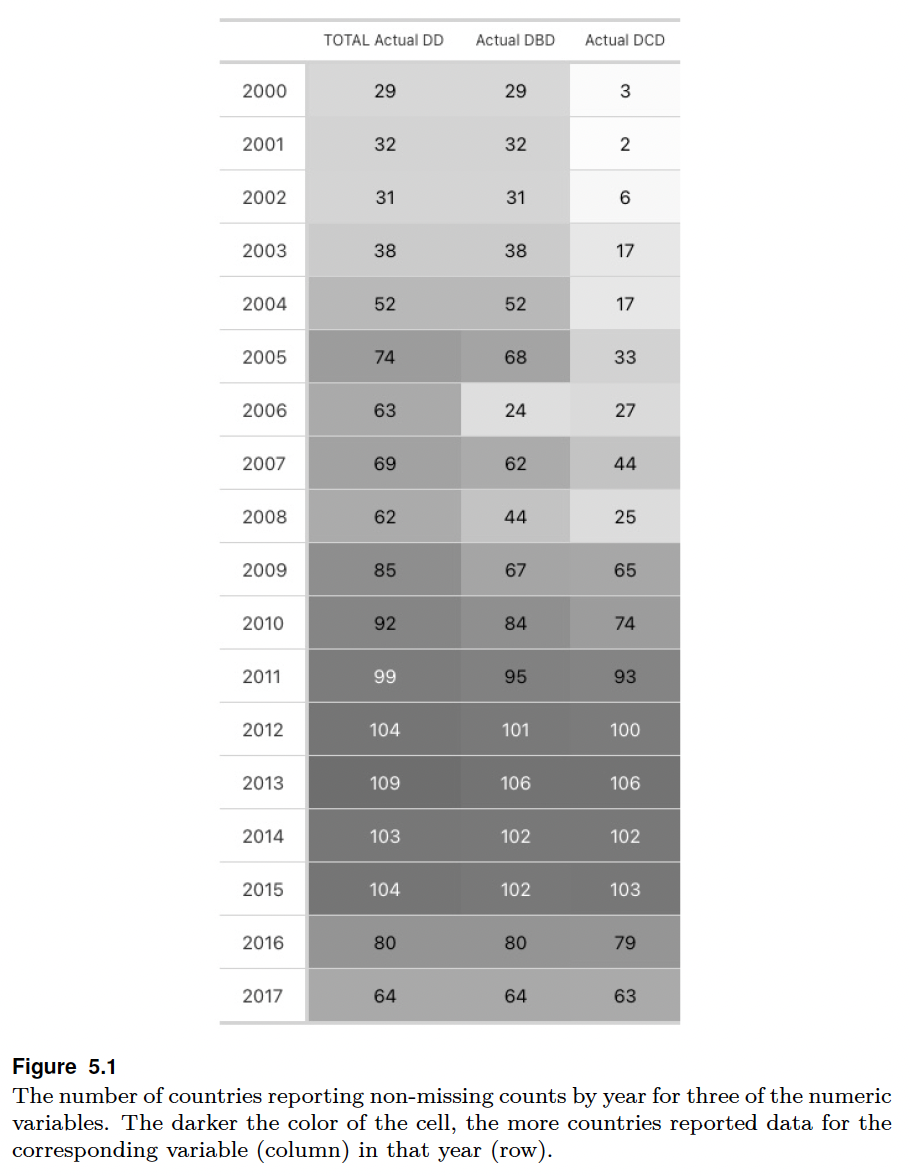 TOTAL Actual DD Actual DBD Actual DCD
2000 29 29 3
2001 32 32 2
2002 31 31 6
2003 38 38 17
2004 52 52 17
2005 74 68 33
2006 63 24 27
2007 69 62 44
2008 62 44 25
2009 85 67 65
2010 92 84 74
2011 99 95 93
2012 104 101 100
2013 109 106 106
2014 103 102 102
2015 104 102 103
2016 80 80 79
2017 64 64 63
Figure 5.1
The number of countries reporting non-missing counts by year for three of the numeric
variables. The darker the color of the cell, the more countries reported data for the
corresponding variable (column) in that year (row).